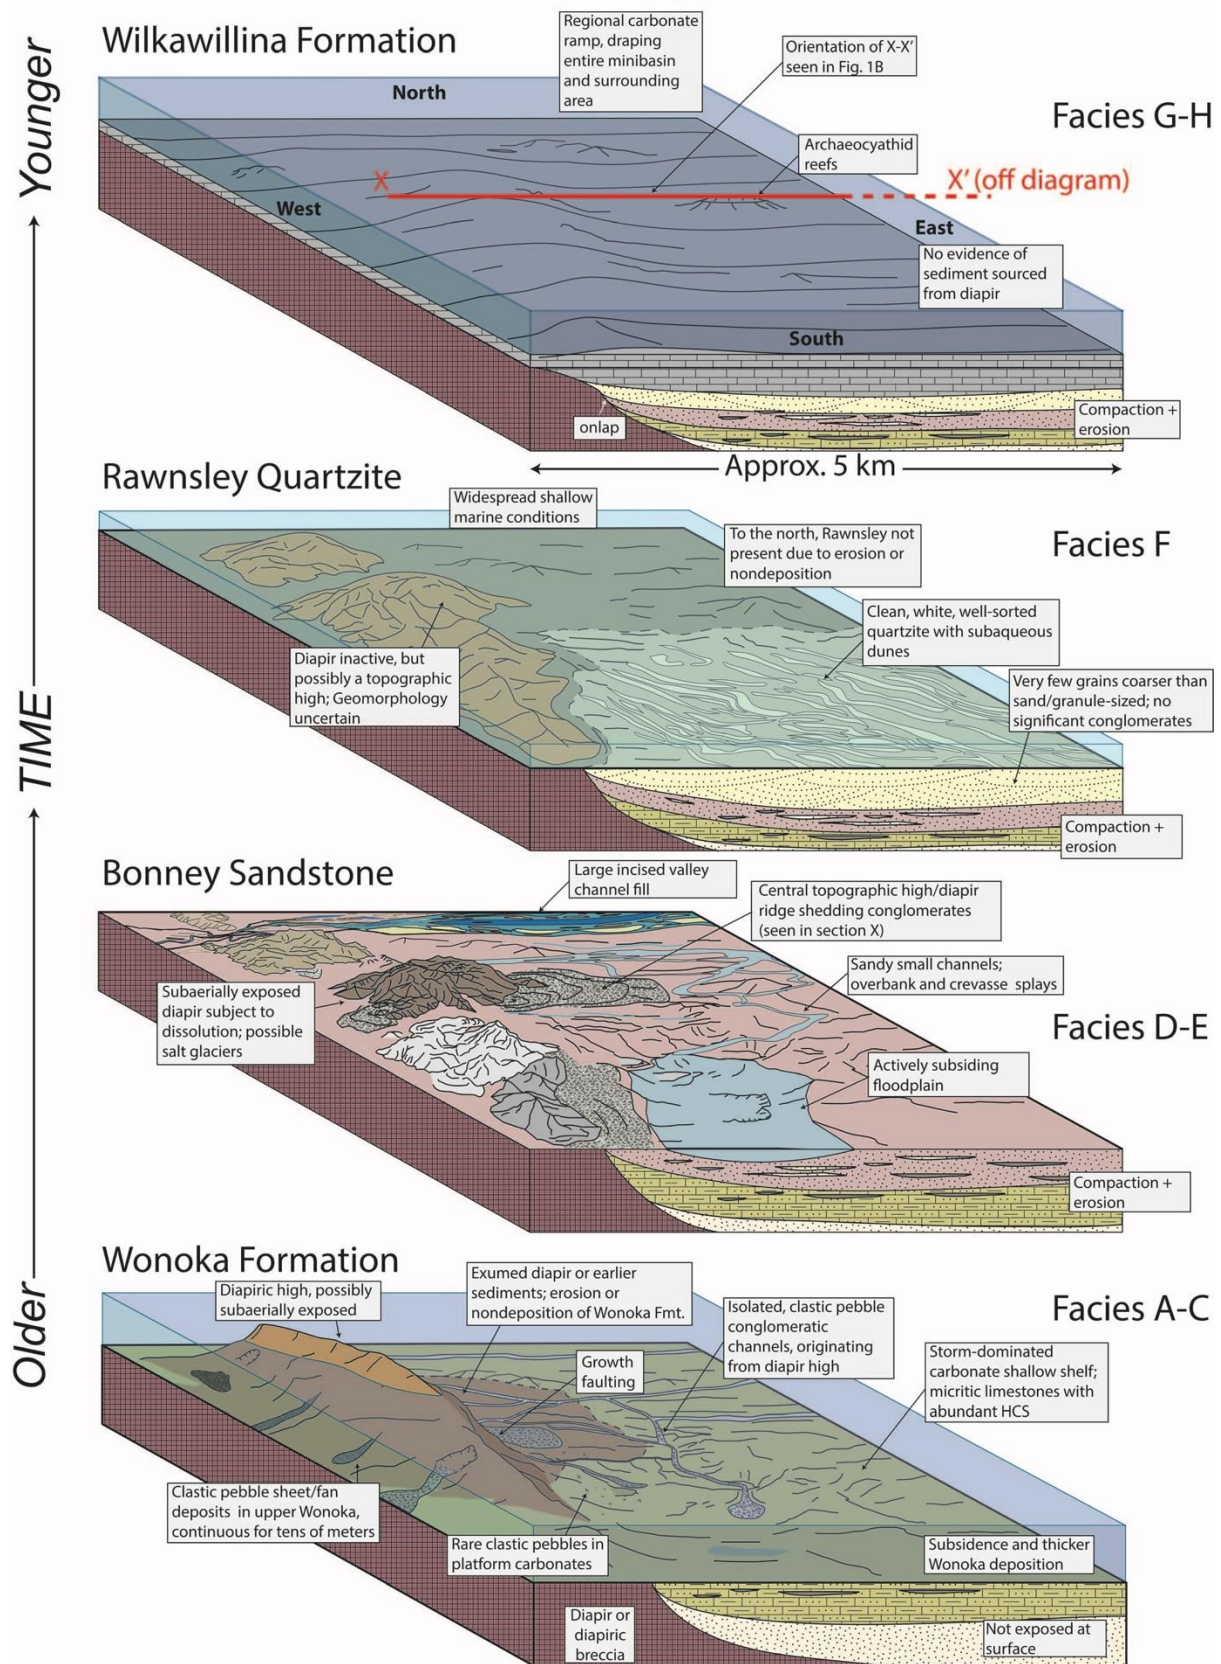 Younger
TIME
Older
Wilkawillina Formation
Regional carbonate
ramp, draping
entire minibasin
and surrounding
area
Orientation of X-X'
seen in Fig. 1B
Facies G-H
North
Archaeocyathid
reefs
X
X' (off diagram)
West
East
No evidence of
sediment sourced
from diapir
South
onlap
Compaction +
erosion
Approx. 5 km
Rawnsley Quartzite
Widespread shallow
marine conditions
To the north, Rawnsley not
present due to erosion or
nondeposition
Facies F
Clean, white, well-sorted
quartzite with subaqueous
dunes
Diapir inactive, but
possibly a topographic
high; Geomorphology
uncertain
Very few grains coarser than
sand/granule-sized; no
significant conglomerates
Compaction +
erosion
Bonney Sandstone
Large incised valley
channel fill
Central topographic high/diapir
ridge shedding conglomerates
(seen in section X)
Sandy small channels;
overbank and crevasse splays
Subaerially exposed
diapir subject to
dissolution; possible
salt glaciers
Facies D-E
Actively subsiding
floodplain
Compaction +
erosion
Wonoka Formation
Diapiric high, possibly
subaerially exposed
Exumed diapir or earlier
sediments; erosion or
nondeposition of Wonoka Fmt.
Isolated, clastic pebble
conglomeratic
channels, originating
from diapir high
Facies A-C
Growth
faulting
Storm-dominated
carbonate shallow shelf;
micritic limestones with
abundant HCS
Clastic pebble sheet/fan
deposits in upper Wonoka,
continuous for tens of meters
Rare clastic pebbles in
platform carbonates
Subsidence and thicker
Wonoka deposition
Diapir or
diapiric
breccia
Not exposed at
surface